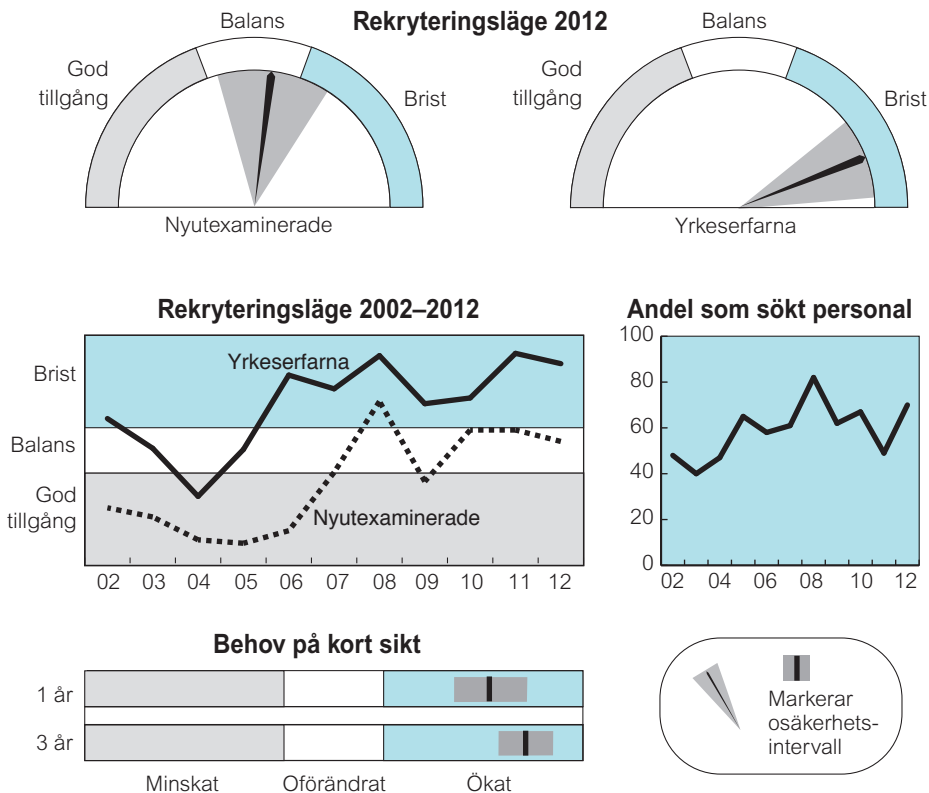 Rekryteringsläge 2012
Balans
God
tillgång
Brist
Nyutexaminerade
Balans
God
tillgång
Brist
Yrkeserfarna
Rekryteringsläge 2002–2012
Brist
Balans
God
tillgång
Yrkeserfarna
Nyutexaminerade
02 03 04 05 06 07 08 09 10 11 12
Andel som sökt personal
100
80
60
40
20
0
02 04 06 08 10 12
Behov på kort sikt
1 år
3 år
Minskat Oförändrat Ökat
Markerar
osäkerhets-
intervall